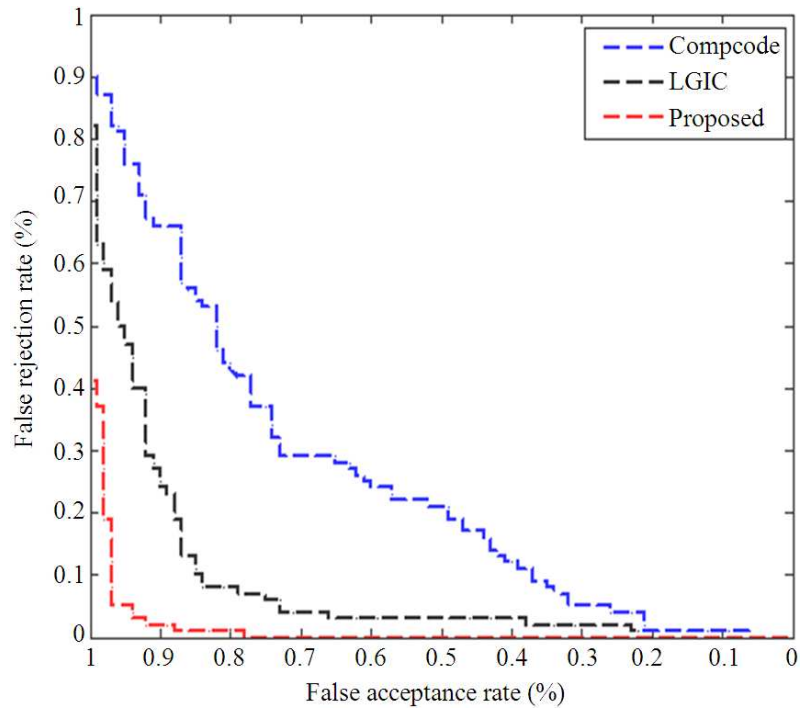 1
0.9
0.8
0.7
0.6
0.5
0.4
0.3
0.2
0.1
0
False rejection rate (%)
Compcode
LGIC
Proposed
1 0.9 0.8 0.7 0.6 0.5 0.4 0.3 0.2 0.1 0
False acceptance rate (%)